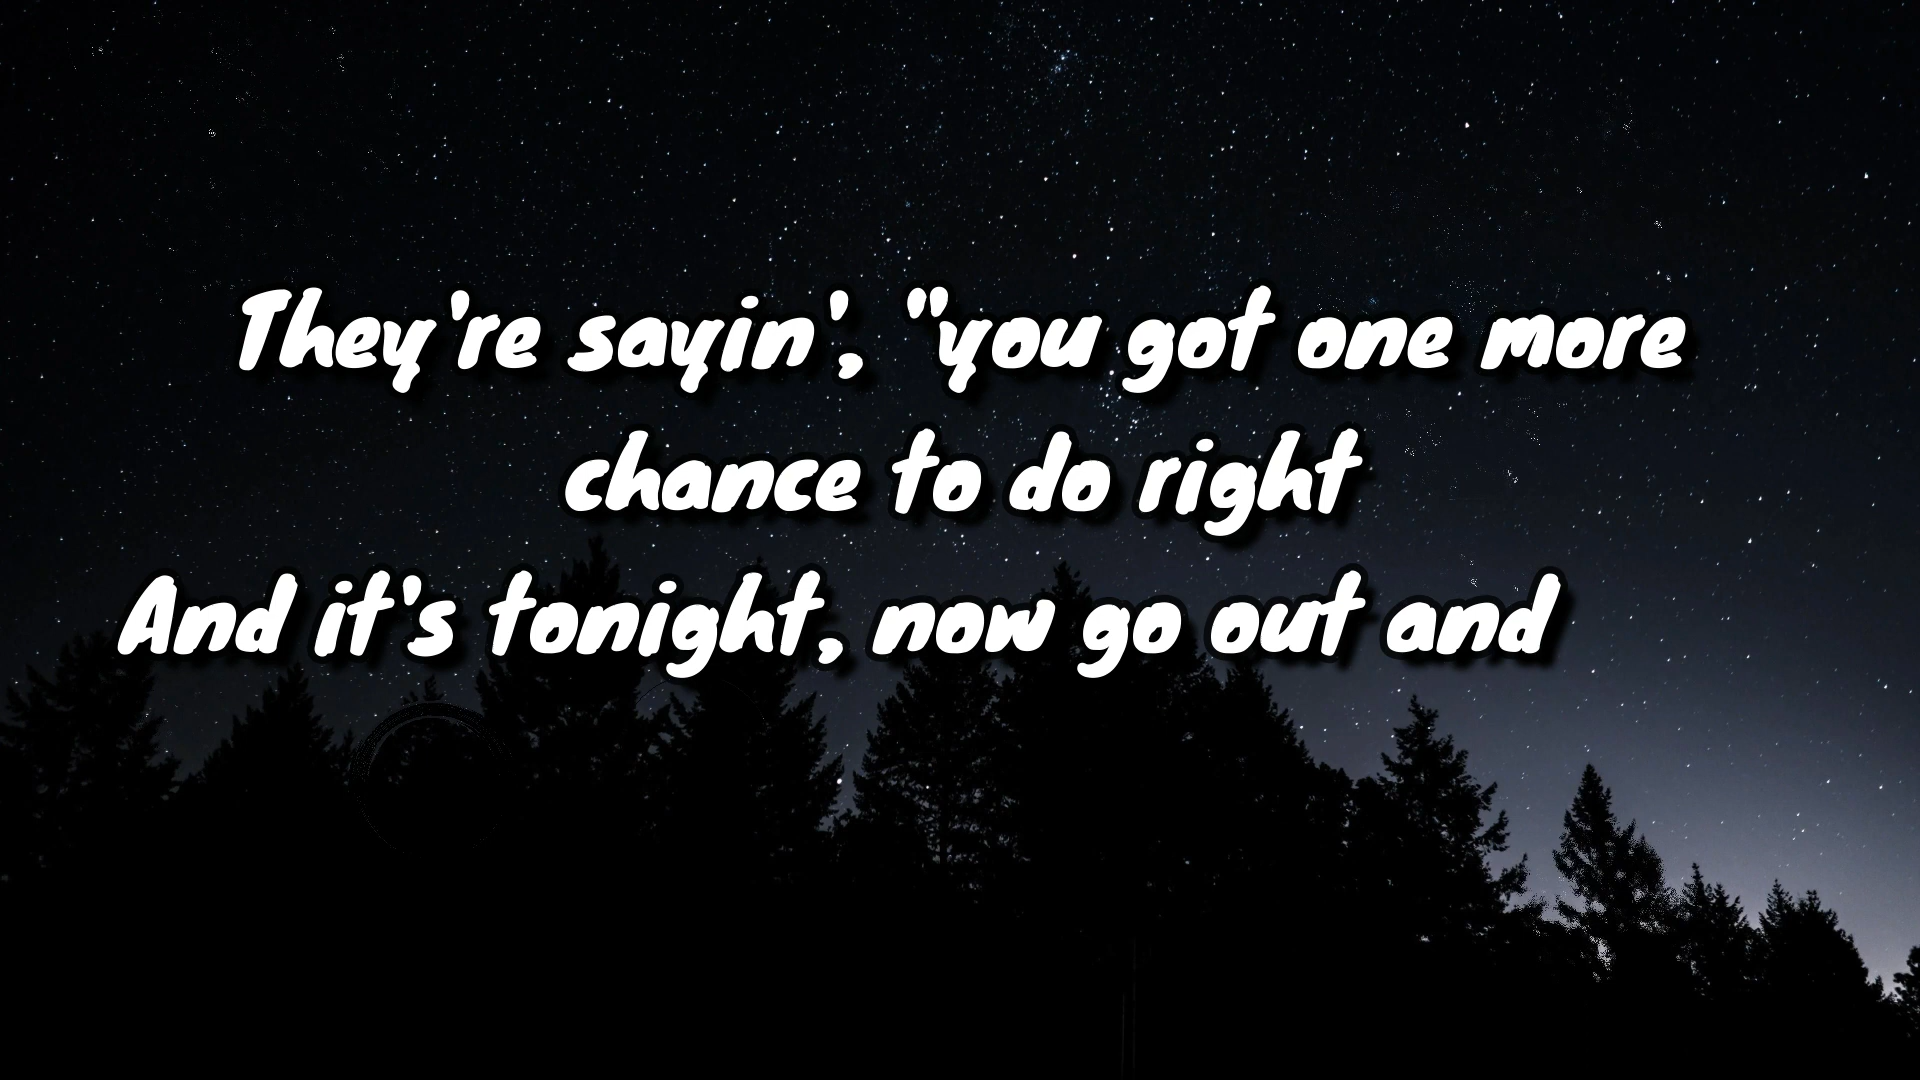 They're sayin', "you got one more
chance to do right
And it's tonight, now go out and